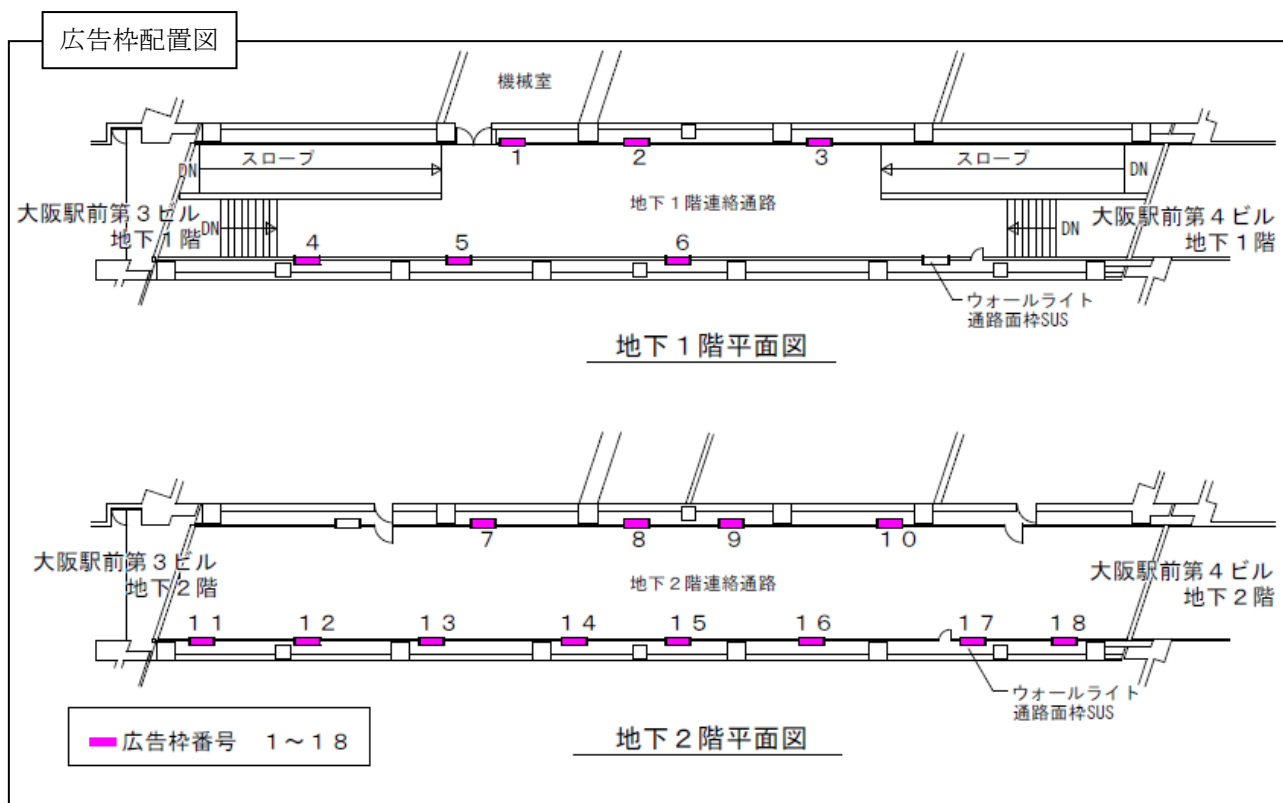 広告枠配置図
機械室
1
2
3
DN
スロープ
スロープ
DN
地下1階連絡通路
大阪駅前第3ビル
地下1階
DN
DN
大阪駅前第4ビル
地下1階
4
5
6
ウォールライト
通路面枠SUS
地下1階平面図
7
8
9
10
大阪駅前第3ビル
地下2階
地下2階連絡通路
大阪駅前第4ビル
地下2階
11
12
13
14
15
16
17
18
ウォールライト
通路面枠SUS
広告枠番号 1~18
地下2階平面図